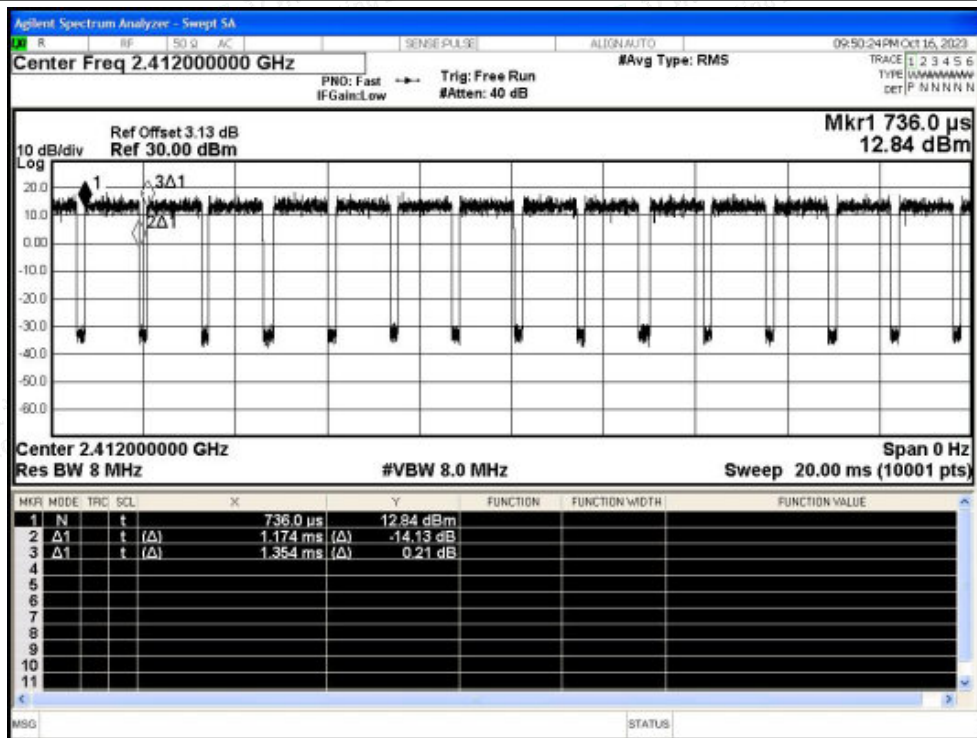 Agilent Spectrum Analyzer - Swept SA
R RF 50 Ω AC SENSE:PULSE ALIGNAUTO 09:50:24 PM Oct 16, 2023
Center Freq 2.412000000 GHz #Avg Type: RMS TRACE 1 2 3 4 5 6
PNO: Fast Trig: Free Run TYPE
IFGain:Low #Atten: 40 dB DET P N N N N N
Mkr1 736.0 µs
12.84 dBm
Ref Offset 3.13 dB
10 dB/div Ref 30.00 dBm
Log
20.0
10.0
0.00
-10.0
-20.0
-30.0
-40.0
-50.0
-60.0
1
3Δ1
2Δ1
Center 2.412000000 GHz Span 0 Hz
Res BW 8 MHz #VBW 8.0 MHz Sweep 20.00 ms (10001 pts)
MKR MODE TRC SCL X Y FUNCTION FUNCTION WIDTH FUNCTION VALUE
1 N t 736.0 µs 12.84 dBm
2 Δ1 t (Δ) 1.174 ms (Δ) -14.13 dB
3 Δ1 t (Δ) 1.354 ms (Δ) 0.21 dB
4
5
6
7
8
9
10
11
MSG STATUS